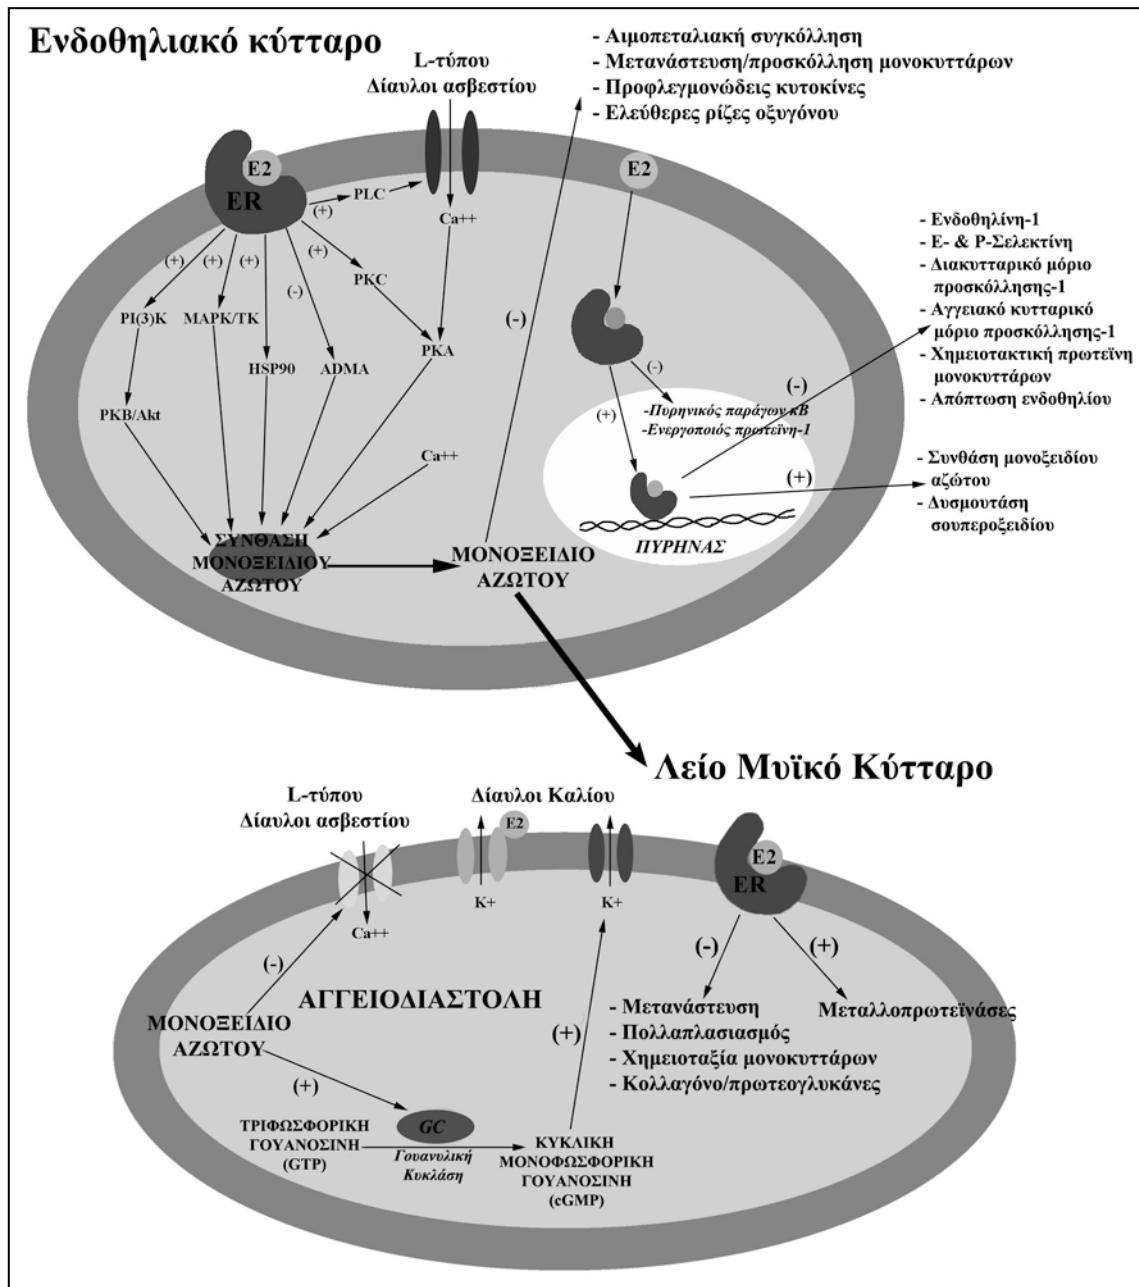 Ενδοθηλιακό κύτταρο
L-τύπου
Δίαυλοι ασβεστίου
- Αιμοπεταλιακή συγκόλληση
- Μετανάστευση/προσκόλληση μονοκυττάρων
- Προφλεγμονώδεις κυτοκίνες
- Ελεύθερες ρίζες οξυγόνου
E2
ER
(+)
PLC
Ca++
E2
(+)
(+)
(+)
(-)
(+)
PKC
PI(3)K
MAPK/TK
HSP90
ADMA
PKA
PKB/Akt
Ca++
(-)
- Ενδοθηλίνη-1
- E- & P-Σελεκτίνη
- Διακυτταρικό μόριο
προσκόλλησης-1
- Αγγειακό κυτταρικό
μόριο προσκόλλησης-1
- Χημειοτακτική πρωτεΐνη
μονοκυττάρων
- Απόπτωση ενδοθηλίου
(-)
(-)
-Πυρηνικός παράγων κΒ
-Ενεργοποιός πρωτεΐνη-1
(+)
(+)
- Συνθάση μονοξειδίου
αζώτου
- Δυσμουτάση
σουπεροξειδίου
ΠΥΡΗΝΑΣ
ΣΥΝΘΑΣΗ
ΜΟΝΟΞΕΙΔΙΟΥ
ΑΖΩΤΟΥ
ΜΟΝΟΞΕΙΔΙΟ
ΑΖΩΤΟΥ
Λείο Μυϊκό Κύτταρο
L-τύπου
Δίαυλοι ασβεστίου
Δίαυλοι Καλίου
E2
E2
ER
Ca++
K+
K+
(-)
(-)
(+)
ΑΓΓΕΙΟΔΙΑΣΤΟΛΗ
ΜΟΝΟΞΕΙΔΙΟ
ΑΖΩΤΟΥ
(+)
(+)
- Μετανάστευση
- Πολλαπλασιασμός
- Χημειοταξία μονοκυττάρων
- Κολλαγόνο/πρωτεογλυκάνες
Μεταλλοπρωτεϊνάσες
ΤΡΙΦΩΣΦΟΡΙΚΗ
ΓΟΥΑΝΟΣΙΝΗ
(GTP)
GC
Γουανυλική
Κυκλάση
ΚΥΚΛΙΚΗ
ΜΟΝΟΦΩΣΦΟΡΙΚΗ
ΓΟΥΑΝΟΣΙΝΗ
(cGMP)